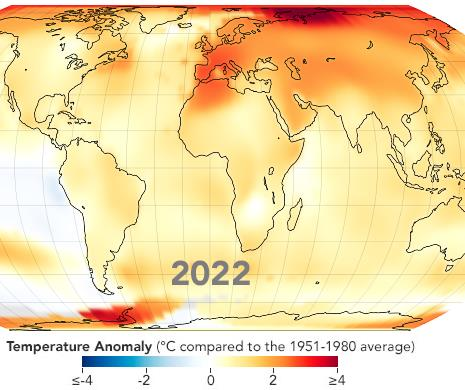 2022
Temperature Anomaly (°C compared to the 1951-1980 average)
≤-4 -2 0 2 ≥4